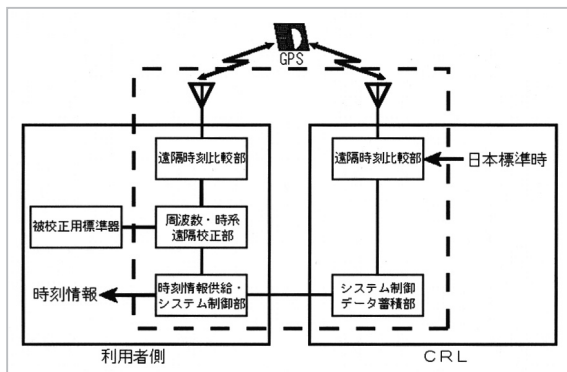 GPS
遠隔時刻比較部
遠隔時刻比較部
日本標準時
被校正用標準器
周波数・時系
遠隔校正部
時刻情報
時刻情報供給・
システム制御部
システム制御
データ蓄積部
利用者側
CRL